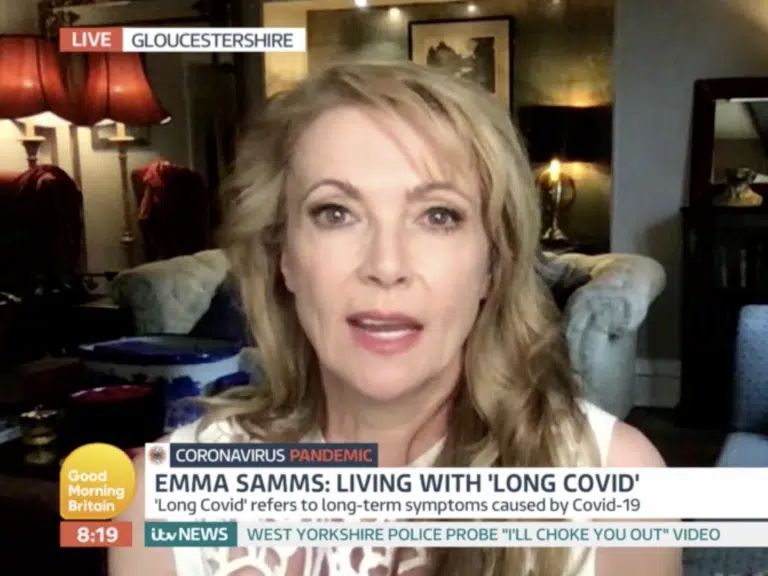 LIVE GLOUCESTERSHIRE
CORONAVIRUS PANDEMIC
Good
Morning
Britain
EMMA SAMMS: LIVING WITH 'LONG COVID'
'Long Covid' refers to long-term symptoms caused by Covid-19
8:19 itv NEWS WEST YORKSHIRE POLICE PROBE "I'LL CHOKE YOU OUT" VIDEO